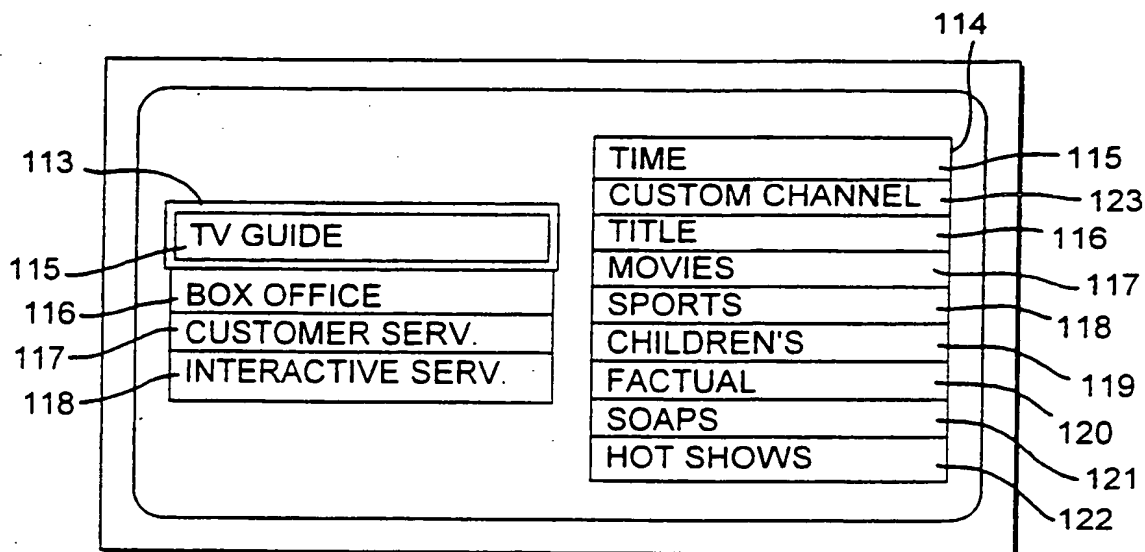 114
113
TV GUIDE
115
BOX OFFICE
116
CUSTOMER SERV.
117
INTERACTIVE SERV.
118
TIME
115
CUSTOM CHANNEL
123
TITLE
116
MOVIES
117
SPORTS
118
CHILDREN'S
119
FACTUAL
120
SOAPS
121
HOT SHOWS
122